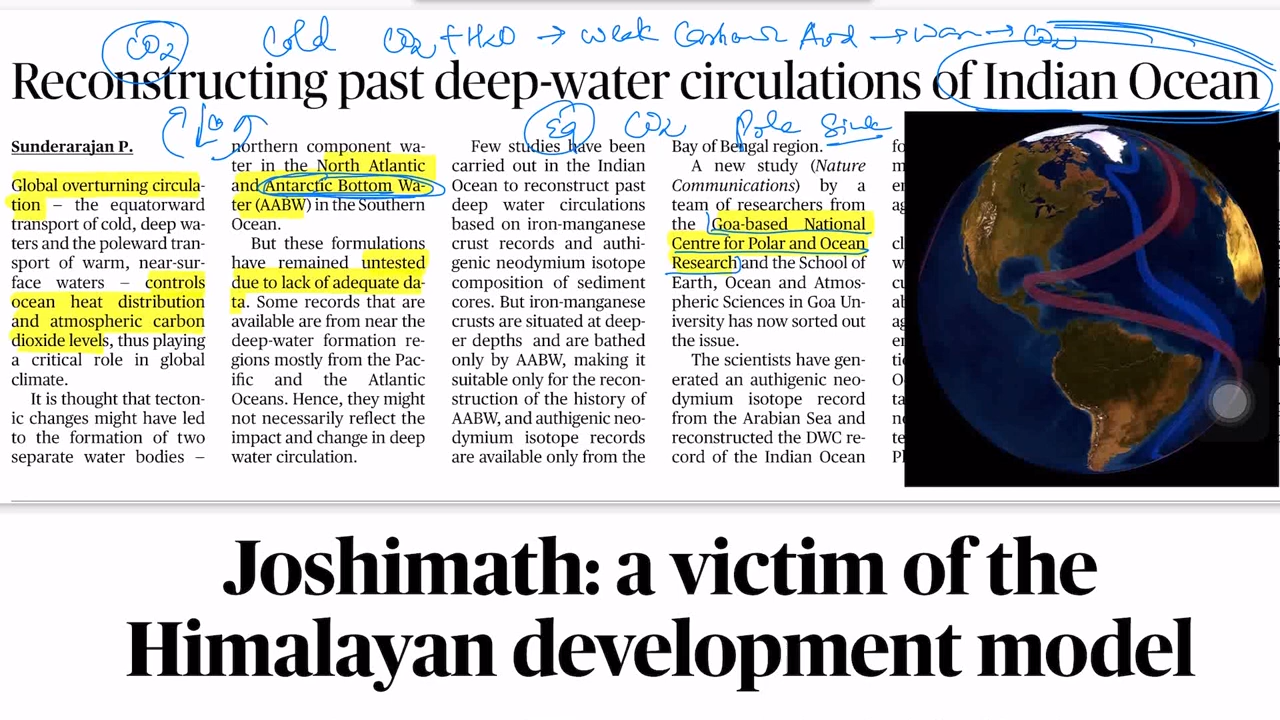 CO2 Cold CO2 + H2O → weak Carbonic Acid → warm → CO2
Reconstructing past deep-water circulations of Indian Ocean
Eq CO2 Pole Sink
Sunderarajan P.
Global overturning circula-
tion – the equatorward
transport of cold, deep wa-
ters and the poleward tran-
sport of warm, near-sur-
face waters – controls
ocean heat distribution
and atmospheric carbon
dioxide levels, thus playing
a critical role in global
climate.
It is thought that tecton-
ic changes might have led
to the formation of two
separate water bodies –
northern component wa-
ter in the North Atlantic
and Antarctic Bottom Wa-
ter (AABW) in the Southern
Ocean.
But these formulations
have remained untested
due to lack of adequate da-
ta. Some records that are
available are from near the
deep-water formation re-
gions mostly from the Pac-
ific and the Atlantic
Oceans. Hence, they might
not necessarily reflect the
impact and change in deep
water circulation.
Few studies have been
carried out in the Indian
Ocean to reconstruct past
deep water circulations
based on iron-manganese
crust records and authi-
genic neodymium isotope
composition of sediment
cores. But iron-manganese
crusts are situated at deep-
er depths and are bathed
only by AABW, making it
suitable only for the recon-
struction of the history of
AABW, and authigenic neo-
dymium isotope records
are available only from the
Bay of Bengal region.
A new study (Nature
Communications) by a
team of researchers from
the Goa-based National
Centre for Polar and Ocean
Research and the School of
Earth, Ocean and Atmos-
pheric Sciences in Goa Un-
iversity has now sorted out
the issue.
The scientists have gen-
erated an authigenic neo-
dymium isotope record
from the Arabian Sea and
reconstructed the DWC re-
cord of the Indian Ocean
Joshimath: a victim of the
Himalayan development model